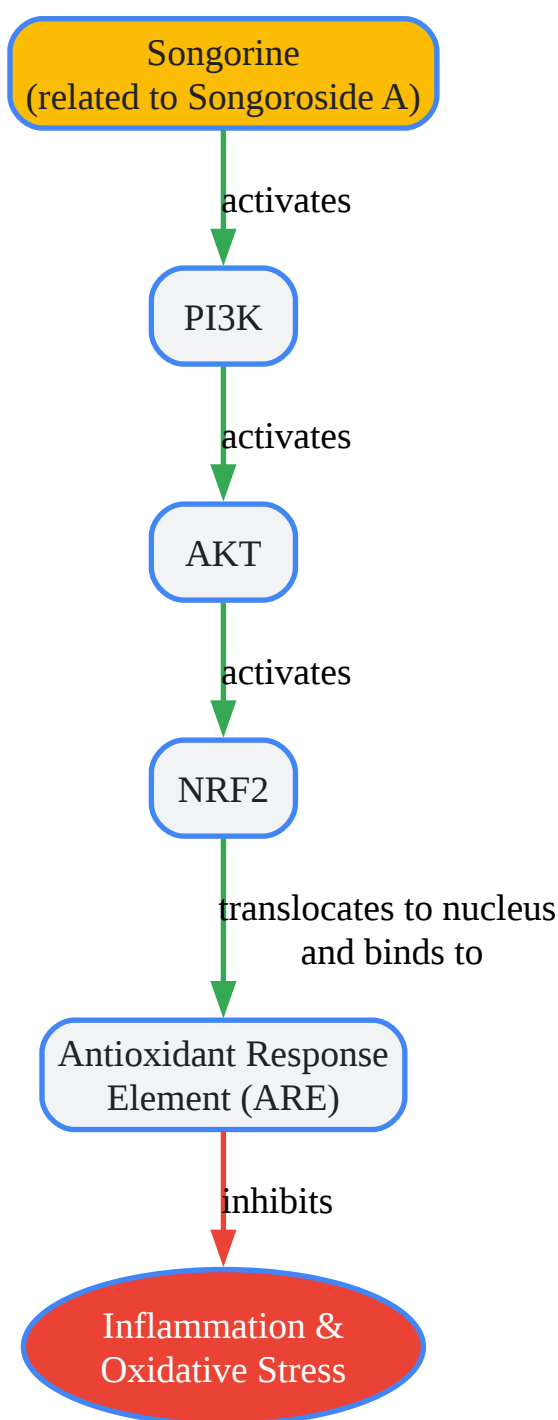 Songorine
(related to Songoroside A)
activates
PI3K
activates
AKT
activates
NRF2
translocates to nucleus
and binds to
Antioxidant Response
Element (ARE)
inhibits
Inflammation &
Oxidative Stress